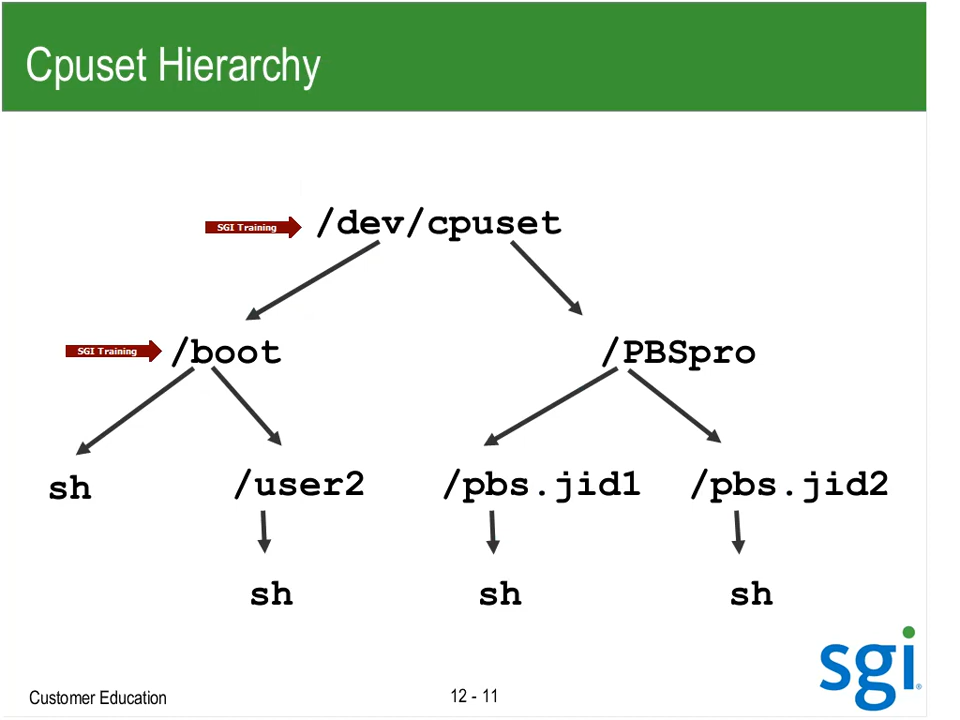 Cpuset Hierarchy
SGI Training
/dev/cpuset
SGI Training
/boot
/PBSpro
sh
/user2
/pbs.jid1
/pbs.jid2
sh
sh
sh
sgi®
Customer Education
12 - 11